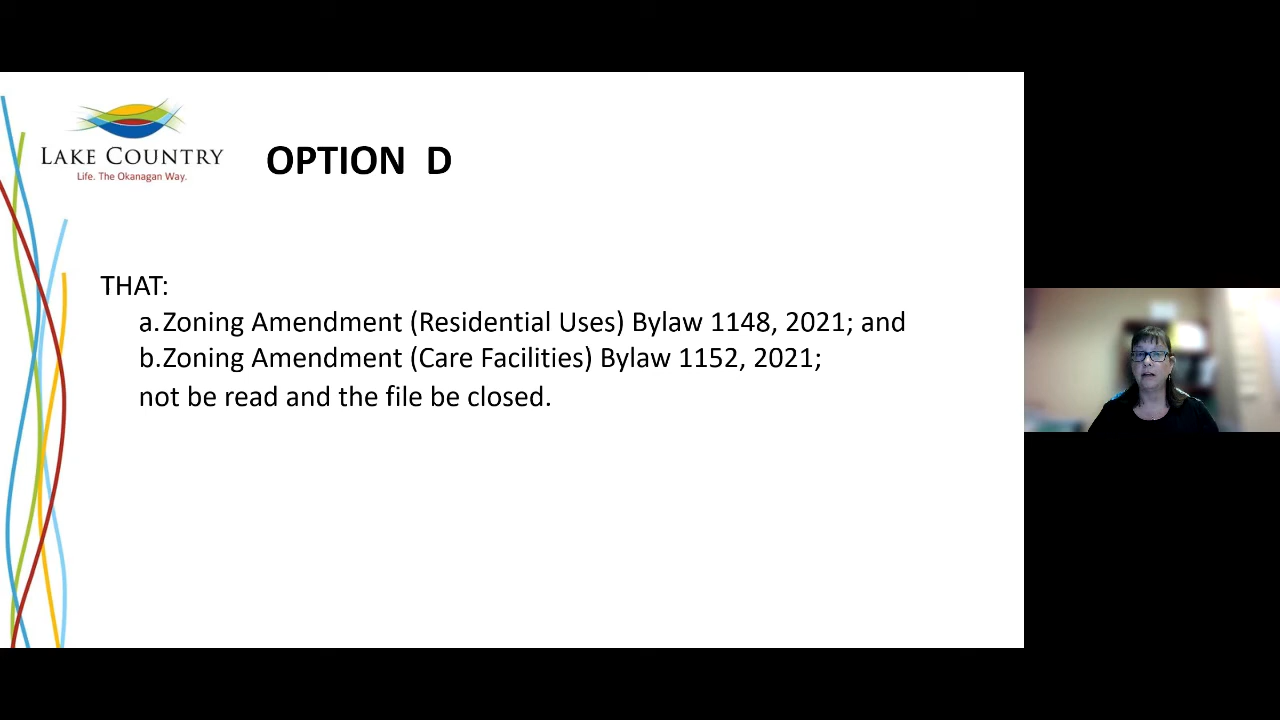 LAKE COUNTRY
Life. The Okanagan Way.
OPTION D
THAT:
a. Zoning Amendment (Residential Uses) Bylaw 1148, 2021; and
b. Zoning Amendment (Care Facilities) Bylaw 1152, 2021;
not be read and the file be closed.